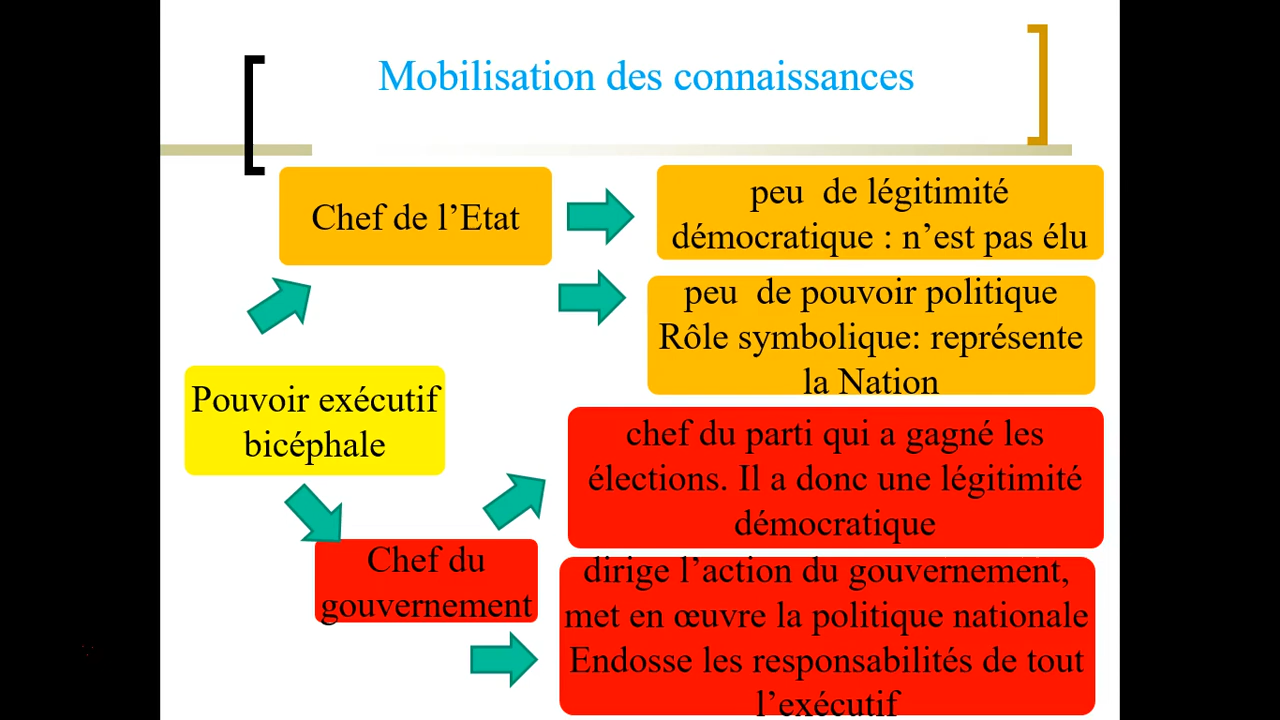 Mobilisation des connaissances
Chef de l’Etat
peu  de légitimité
démocratique : n’est pas élu
peu  de pouvoir politique
Rôle symbolique: représente
la Nation
Pouvoir exécutif
bicéphale
chef du parti qui a gagné les
élections. Il a donc une légitimité
démocratique
Chef du
gouvernement
dirige l’action du gouvernement,
met en œuvre la politique nationale
Endosse les responsabilités de tout
l’exécutif